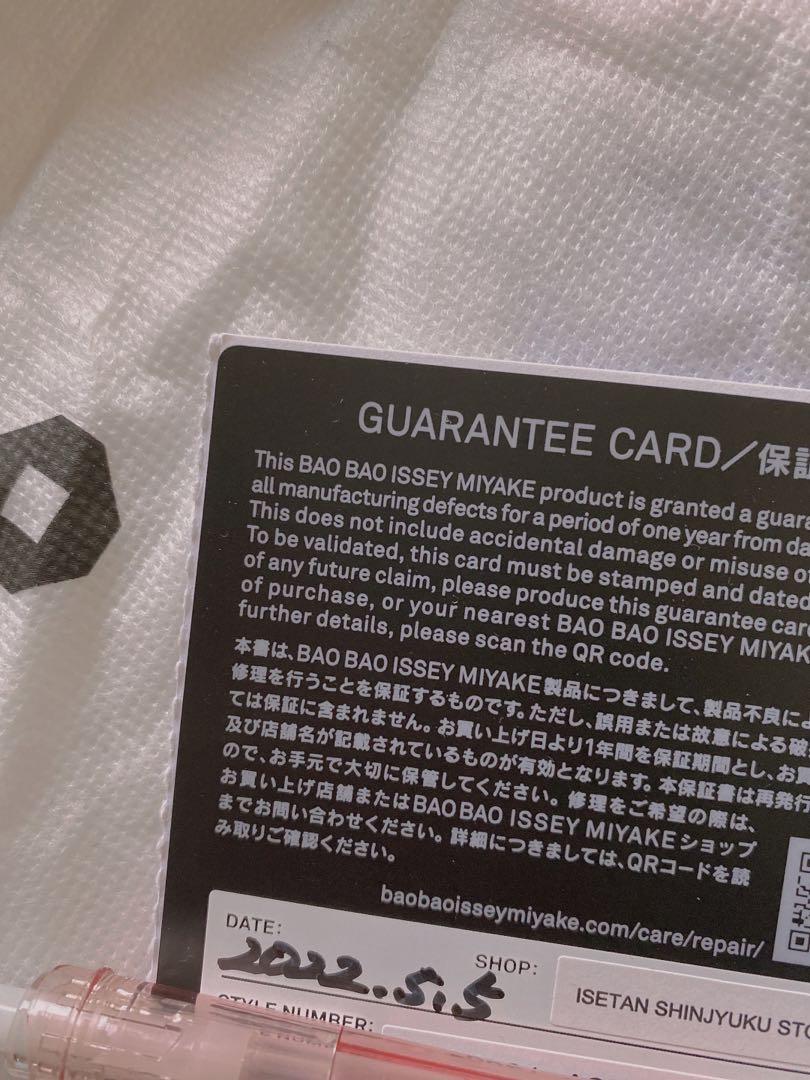 GUARANTEE CARD/保証
This BAO BAO ISSEY MIYAKE product is granted a guar
all manufacturing defects for a period of one year from da
This does not include accidental damage or misuse of
To be validated, this card must be stamped and dated
of any future claim, please produce this guarantee car
of purchase, or your nearest BAO BAO ISSEY MIYAK
further details, please scan the QR code.
本書は、BAO BAO ISSEY MIYAKE製品につきまして、製品不良によ
修理を行うことを保証するものです。ただし、誤用または故意による破
ては保証に含まれません。お買い上げ日より1年間を保証期間とし、お買
及び店舗名が記載されているものが有効となります。本保証書は再発行
ので、お手元で大切に保管してください。修理をご希望の際は、
お買い上げ店舗またはBAO BAO ISSEY MIYAKEショップ
までお問い合わせください。詳細につきましては、QRコードを読
み取りご確認ください。
baobaoisseymiyake.com/care/repair/
DATE: 2022.5.5
SHOP: ISETAN SHINJYUKU STO
STYLE NUMBER: